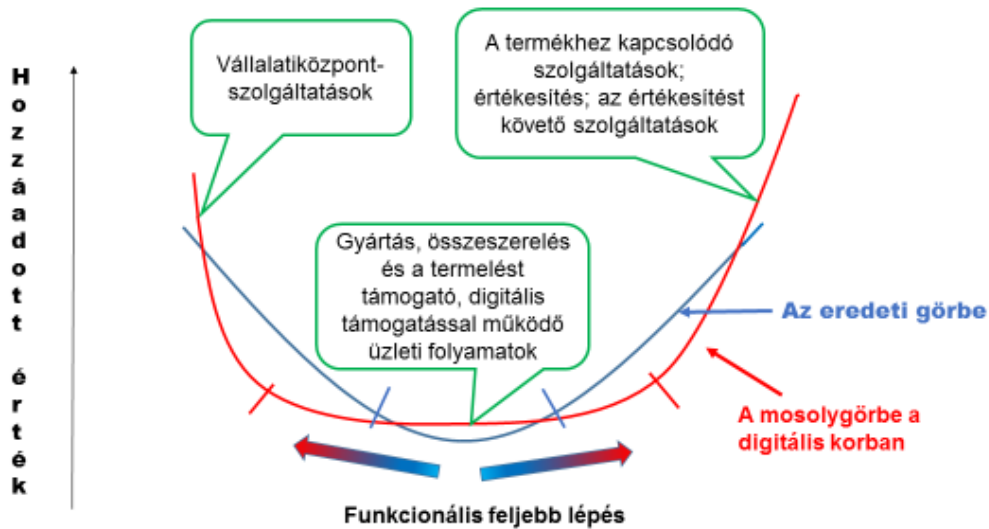 Hozzáadott érték
Vállalatiközpont-
szolgáltatások
A termékhez kapcsolódó
szolgáltatások;
értékesítés; az értékesítést
követő szolgáltatások
Gyártás, összeszerelés
és a termelést
támogató, digitális
támogatással működő
üzleti folyamatok
Az eredeti görbe
A mosolygörbe a
digitális korban
Funkcionális feljebb lépés